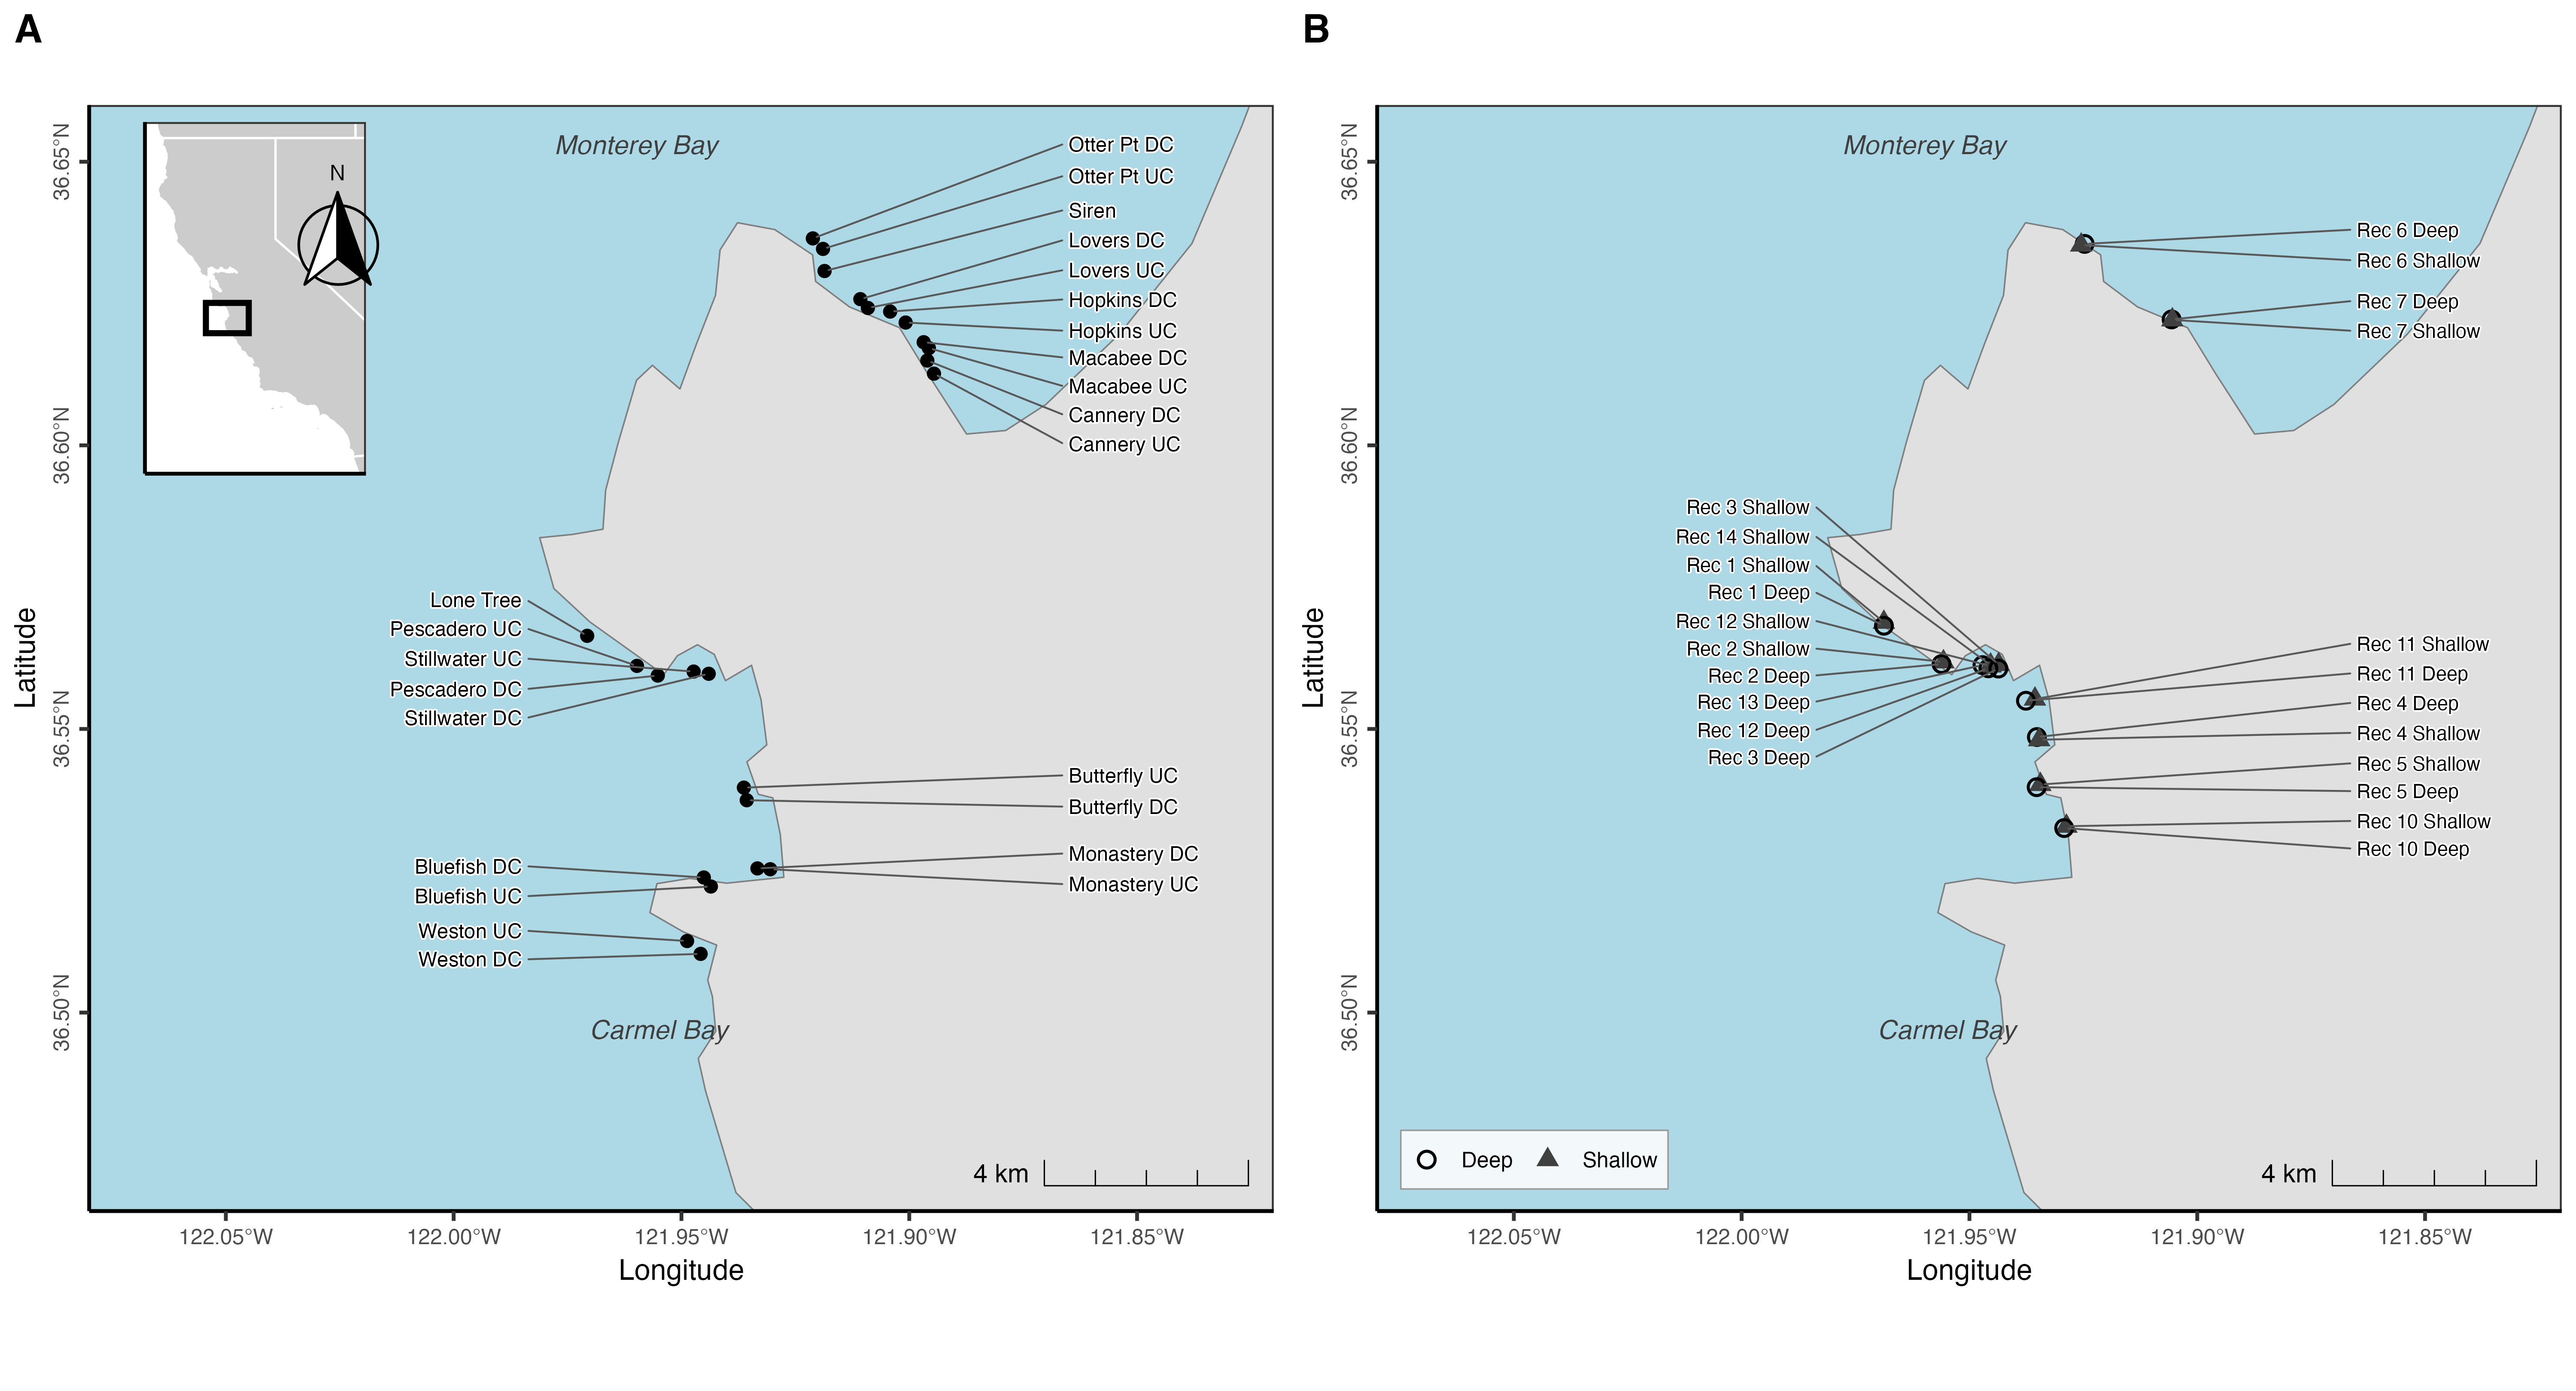 A
B
Monterey Bay
Otter Pt DC
Otter Pt UC
Siren
Lovers DC
Lovers UC
Hopkins DC
Hopkins UC
Macabee DC
Macabee UC
Cannery DC
Cannery UC
N
Lone Tree
Pescadero UC
Stillwater UC
Pescadero DC
Stillwater DC
Butterfly UC
Butterfly DC
Bluefish DC
Bluefish UC
Monastery DC
Monastery UC
Weston UC
Weston DC
Carmel Bay
4 km
36.65°N
36.60°N
36.55°N
36.50°N
Latitude
122.05°W
122.00°W
121.95°W
121.90°W
121.85°W
Longitude
Monterey Bay
Rec 6 Deep
Rec 6 Shallow
Rec 7 Deep
Rec 7 Shallow
Rec 3 Shallow
Rec 14 Shallow
Rec 1 Shallow
Rec 1 Deep
Rec 12 Shallow
Rec 2 Shallow
Rec 2 Deep
Rec 13 Deep
Rec 12 Deep
Rec 3 Deep
Rec 11 Shallow
Rec 11 Deep
Rec 4 Deep
Rec 4 Shallow
Rec 5 Shallow
Rec 5 Deep
Rec 10 Shallow
Rec 10 Deep
Carmel Bay
Deep
Shallow
4 km
36.65°N
36.60°N
36.55°N
36.50°N
Latitude
122.05°W
122.00°W
121.95°W
121.90°W
121.85°W
Longitude